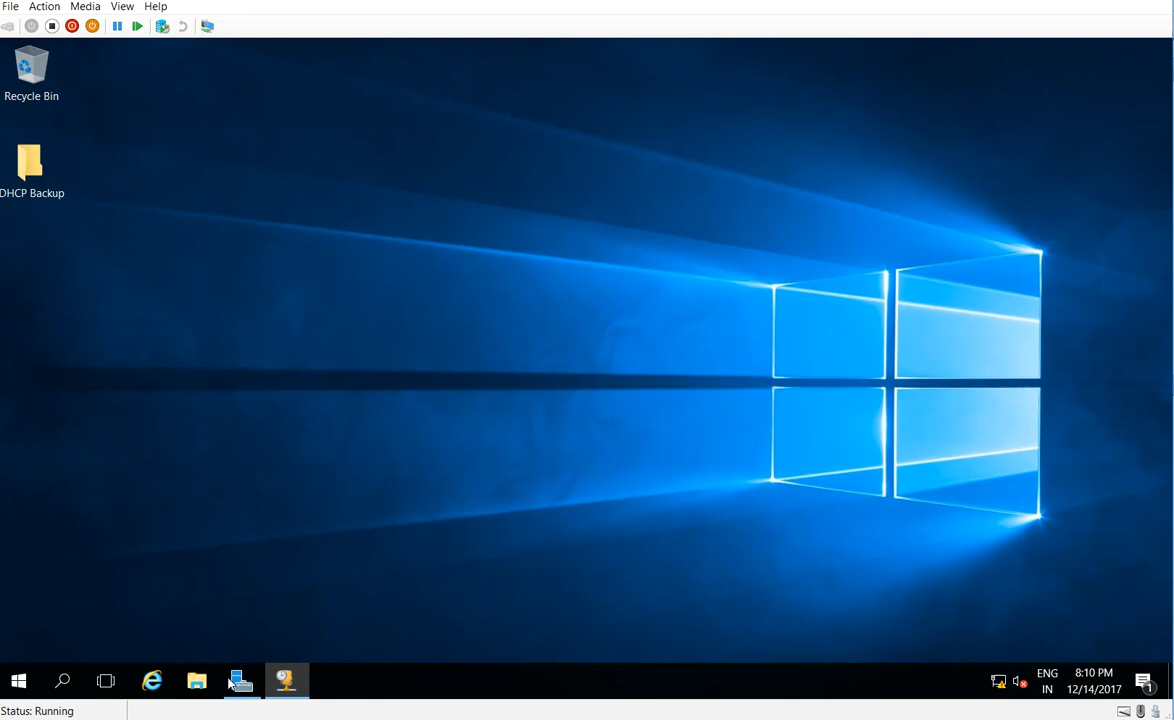 File Action Media View Help
Recycle Bin
DHCP Backup
ENG 8:10 PM
IN 12/14/2017 1
Status: Running